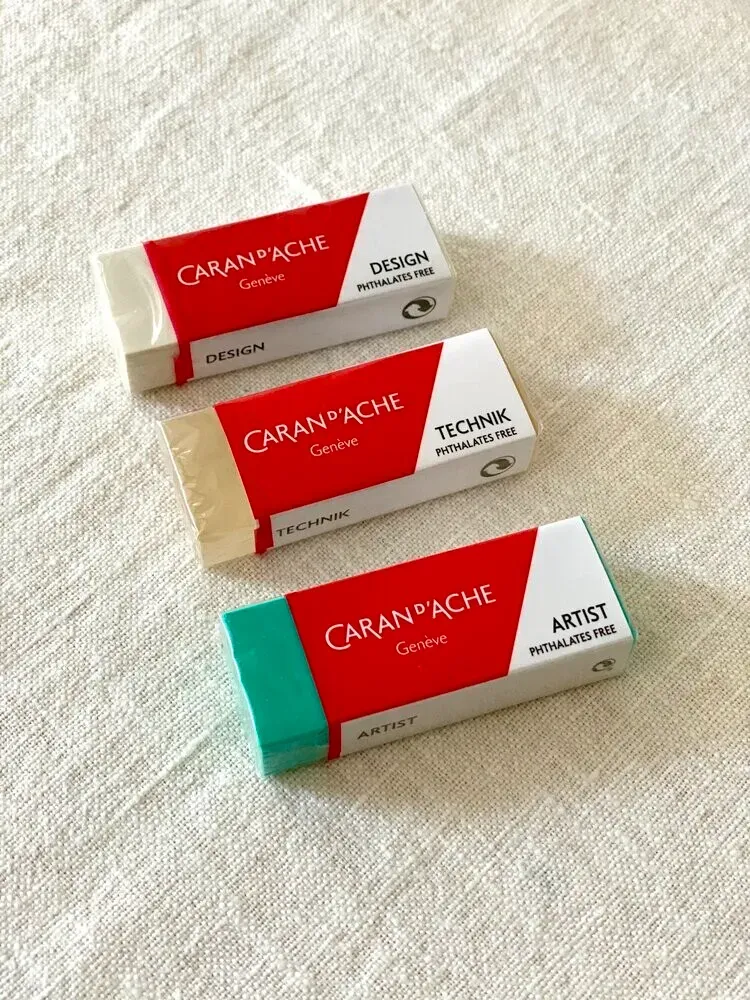 CARAN D'ACHE
Genève
DESIGN
PHTHALATES FREE
DESIGN
CARAN D'ACHE
Genève
TECHNIK
PHTHALATES FREE
TECHNIK
CARAN D'ACHE
Genève
ARTIST
PHTHALATES FREE
ARTIST